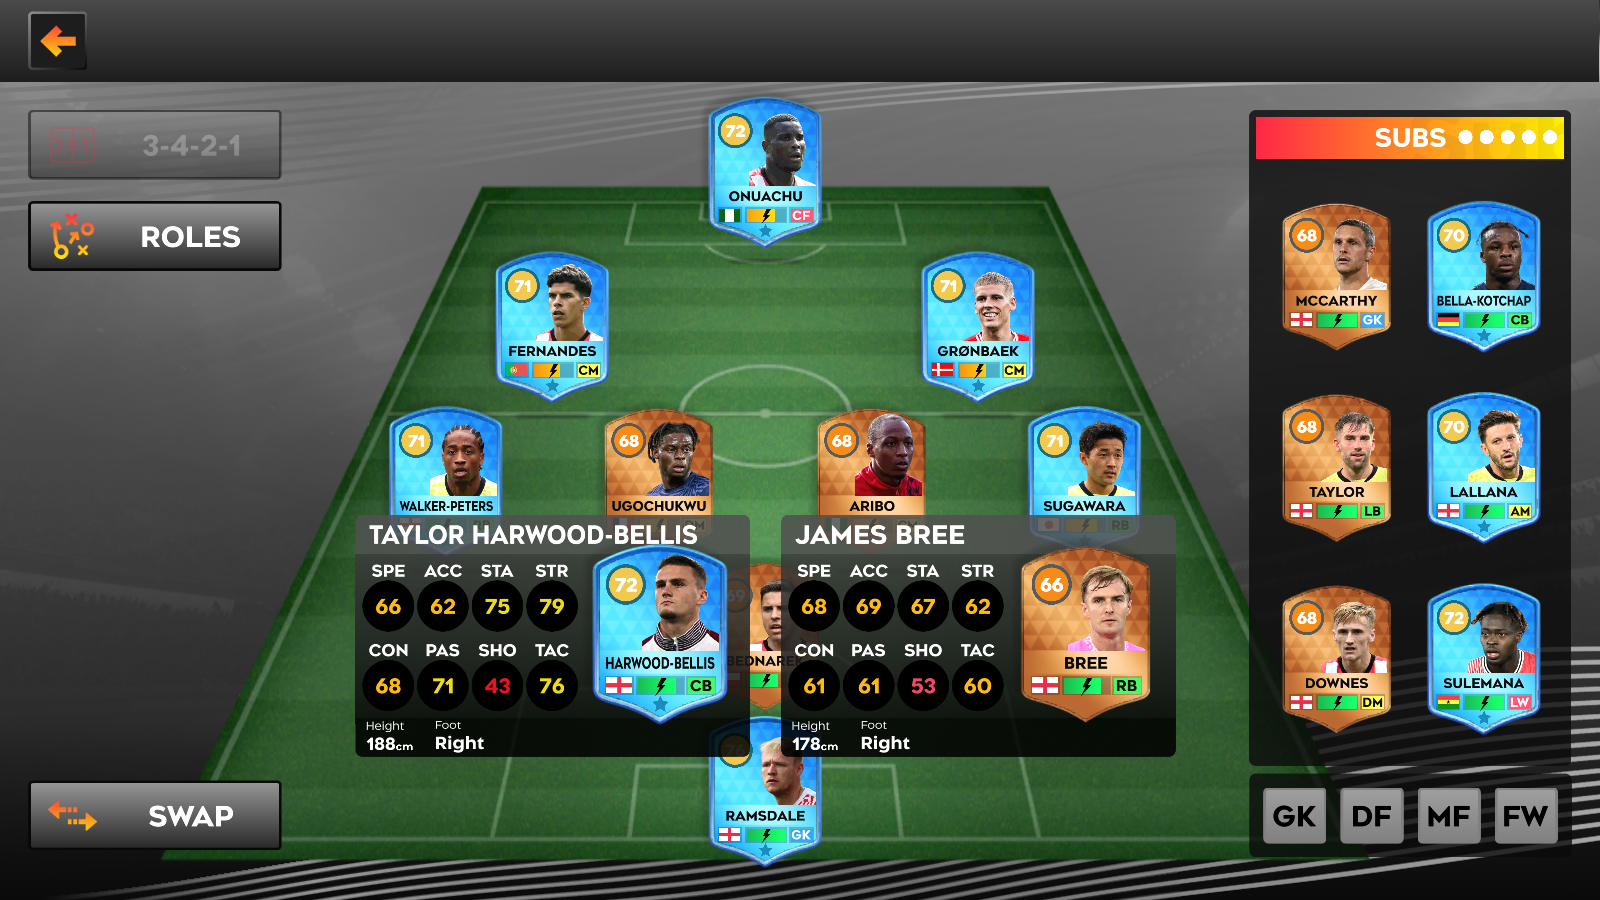 3-4-2-1
ROLES
SWAP
72
ONUACHU
CF
71
FERNANDES
CM
71
GRØNBAEK
CM
71
WALKER-PETERS
68
UGOCHUKWU
68
ARIBO
71
SUGAWARA
RB
TAYLOR HARWOOD-BELLIS
SPE ACC STA STR
66 62 75 79
CON PAS SHO TAC
68 71 43 76
Height Foot
188cm Right
72
HARWOOD-BELLIS
CB
69
BEDNAREK
JAMES BREE
SPE ACC STA STR
68 69 67 62
CON PAS SHO TAC
61 61 53 60
Height Foot
178cm Right
66
BREE
RB
76
RAMSDALE
GK
SUBS
68
MCCARTHY
GK
70
BELLA-KOTCHAP
CB
68
TAYLOR
LB
70
LALLANA
AM
68
DOWNES
DM
72
SULEMANA
LW
GK DF MF FW